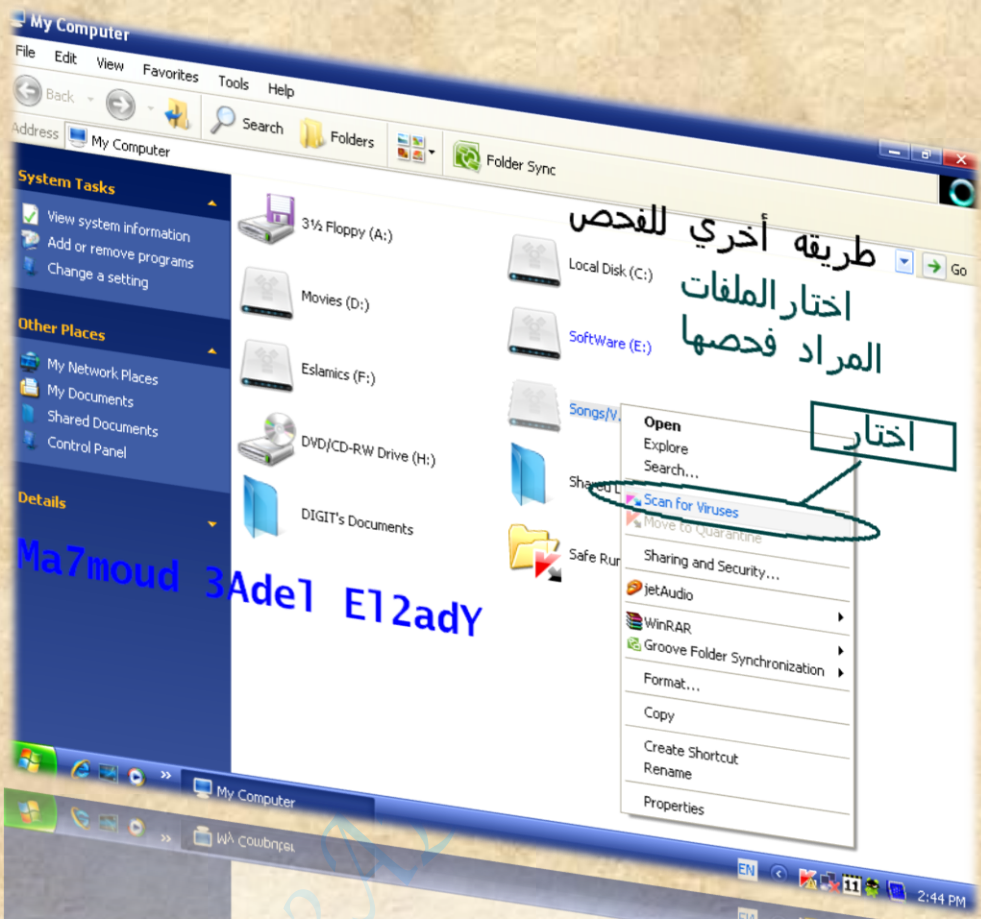 My Computer
File Edit View Favorites Tools Help
Back Search Folders Folder Sync
Address My Computer Go
System Tasks
View system information
Add or remove programs
Change a setting
Other Places
My Network Places
My Documents
Shared Documents
Control Panel
Details
3½ Floppy (A:)
Movies (D:)
Eslamics (F:)
DVD/CD-RW Drive (H:)
DIGIT's Documents
Local Disk (C:)
SoftWare (E:)
Songs/V
Shared
Safe Run
طريقه أخري للفحص
اختار الملفات
المراد فحصها
اختار
Open
Explore
Search...
Scan for Viruses
Move to Quarantine
Sharing and Security...
jetAudio
WinRAR
Groove Folder Synchronization
Format...
Copy
Create Shortcut
Rename
Properties
Ma7moud 3Adel El2adY
My Computer
EN 11 2:44 PM